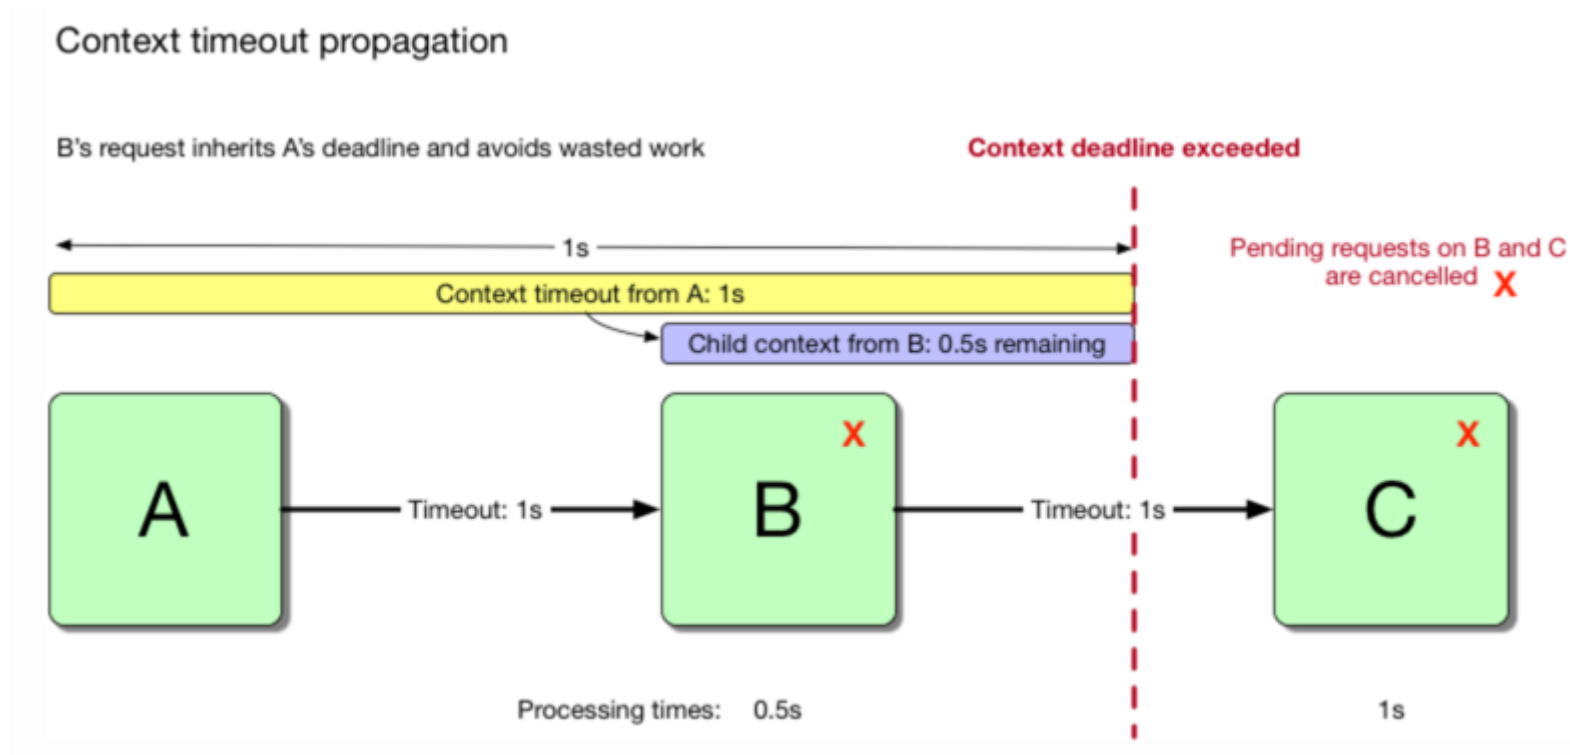 Context timeout propagation
B's request inherits A's deadline and avoids wasted work
Context deadline exceeded
1s
Pending requests on B and C
are cancelled X
Context timeout from A: 1s
Child context from B: 0.5s remaining
X
X
A
Timeout: 1s
B
Timeout: 1s
C
Processing times: 0.5s
1s